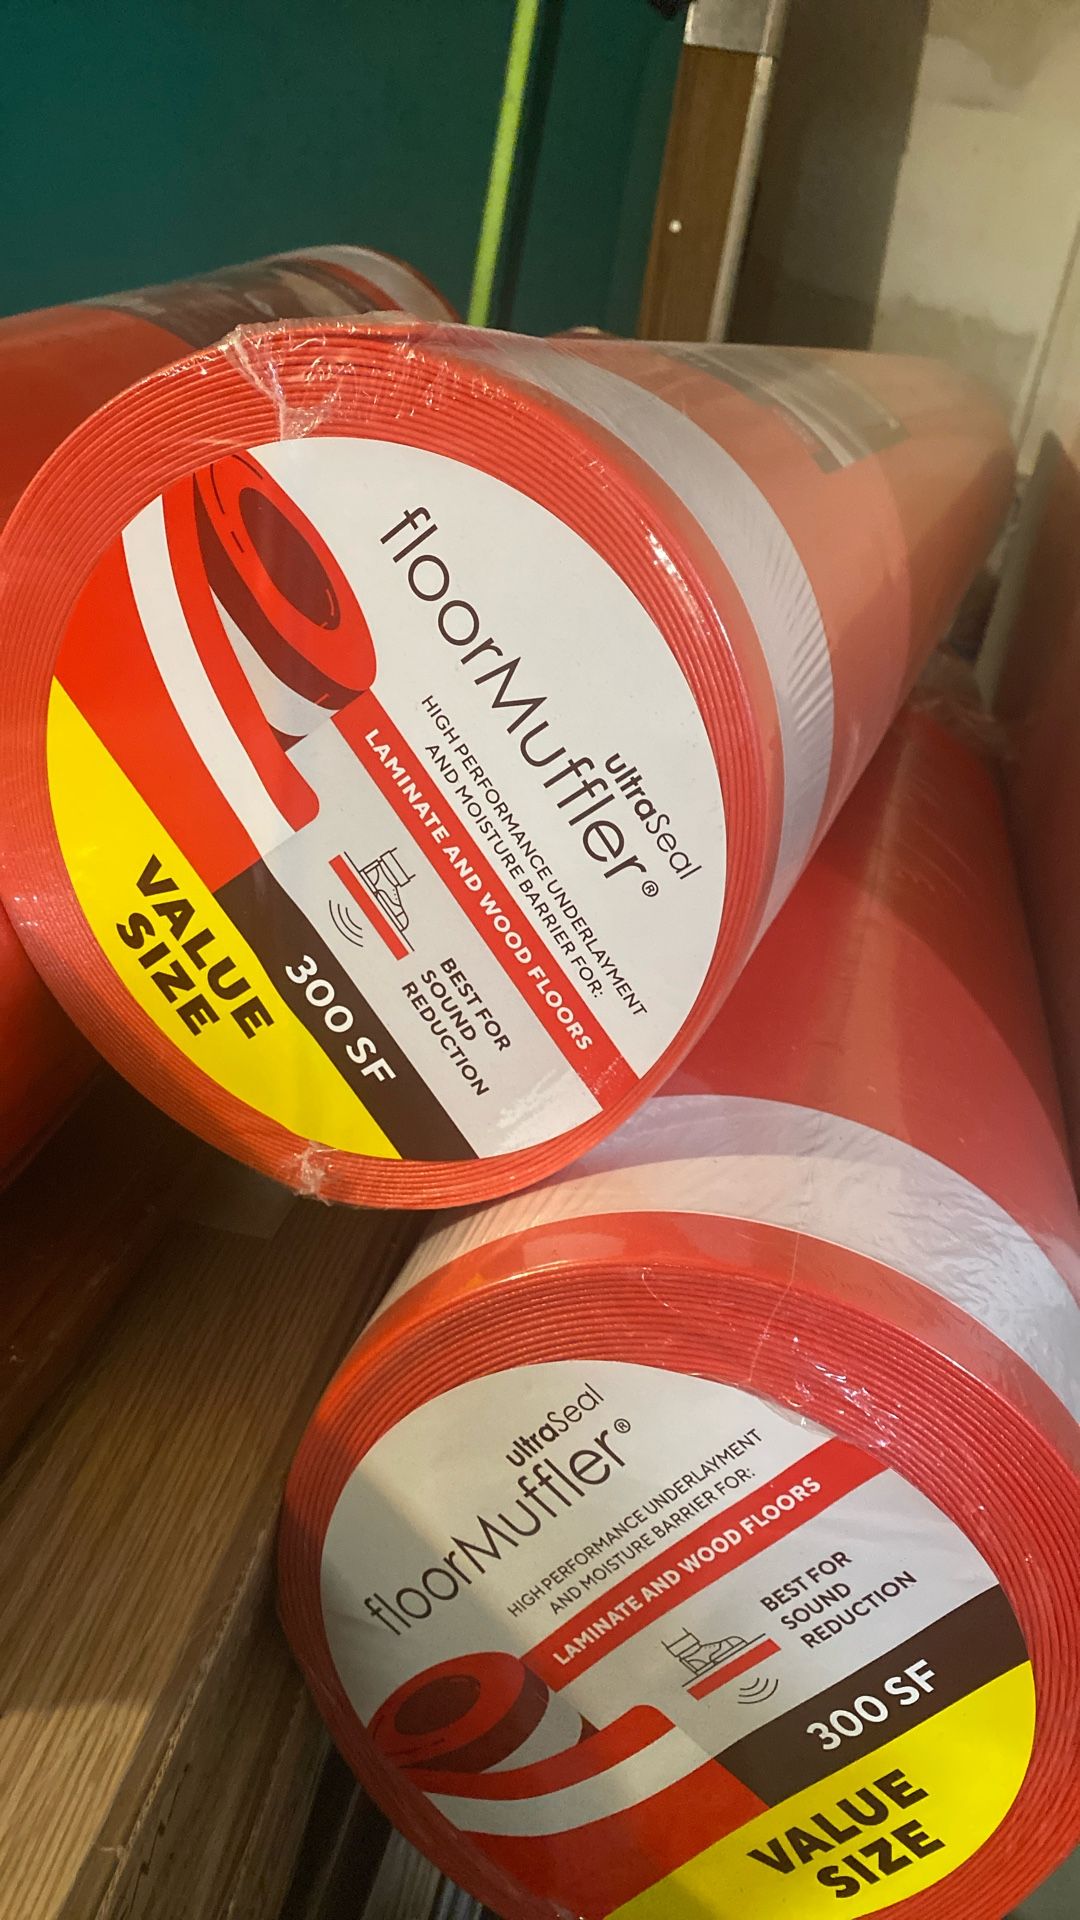 ultraSeal
floorMuffler®
HIGH PERFORMANCE UNDERLAYMENT
AND MOISTURE BARRIER FOR:
LAMINATE AND WOOD FLOORS
BEST FOR
SOUND
REDUCTION
300 SF
VALUE
SIZE
ultraSeal
floorMuffler®
HIGH PERFORMANCE UNDERLAYMENT
AND MOISTURE BARRIER FOR:
LAMINATE AND WOOD FLOORS
BEST FOR
SOUND
REDUCTION
300 SF
VALUE
SIZE